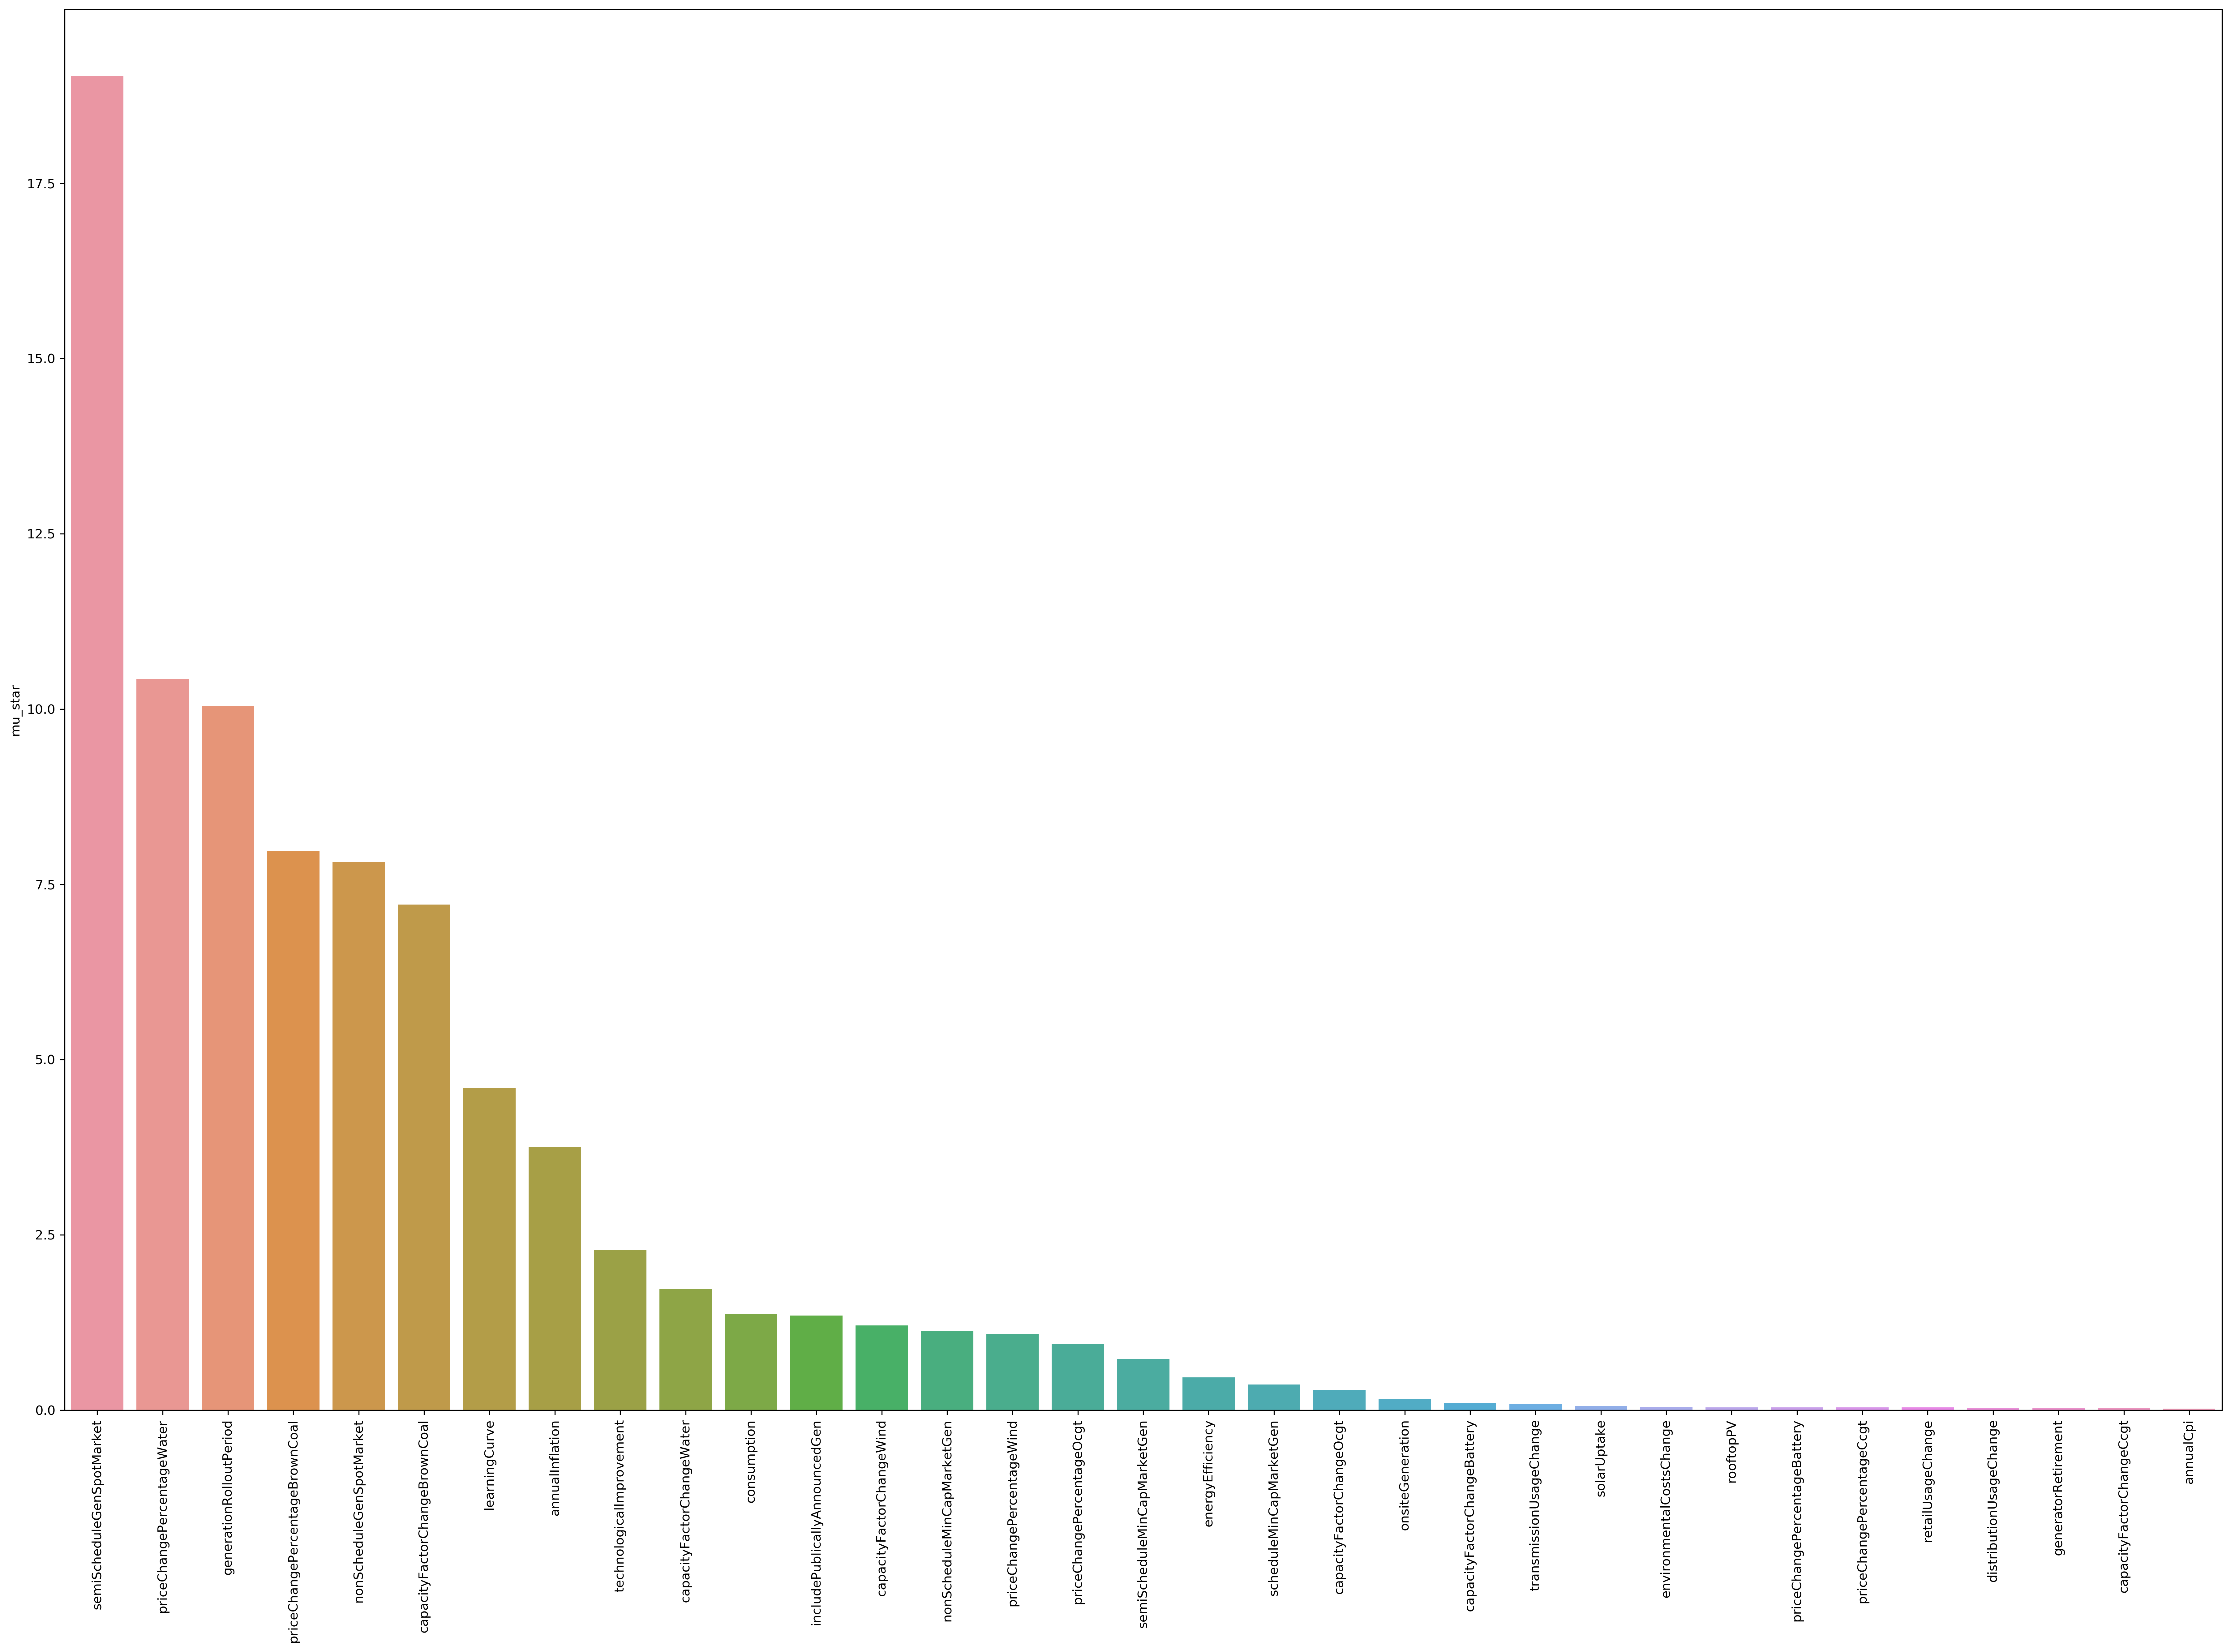 mu_star
17.5
15.0
12.5
10.0
7.5
5.0
2.5
0.0
semiScheduleGenSpotMarket
priceChangePercentageWater
generationRolloutPeriod
priceChangePercentageBrownCoal
nonScheduleGenSpotMarket
capacityFactorChangeBrownCoal
learningCurve
annualInflation
technologicalImprovement
capacityFactorChangeWater
consumption
includePublicallyAnnouncedGen
capacityFactorChangeWind
nonScheduleMinCapMarketGen
priceChangePercentageWind
priceChangePercentageOcgt
semiScheduleMinCapMarketGen
energyEfficiency
scheduleMinCapMarketGen
capacityFactorChangeOcgt
onsiteGeneration
capacityFactorChangeBattery
transmissionUsageChange
solarUptake
environmentalCostsChange
rooftopPV
priceChangePercentageBattery
priceChangePercentageCcgt
retailUsageChange
distributionUsageChange
generatorRetirement
capacityFactorChangeCcgt
annualCpi